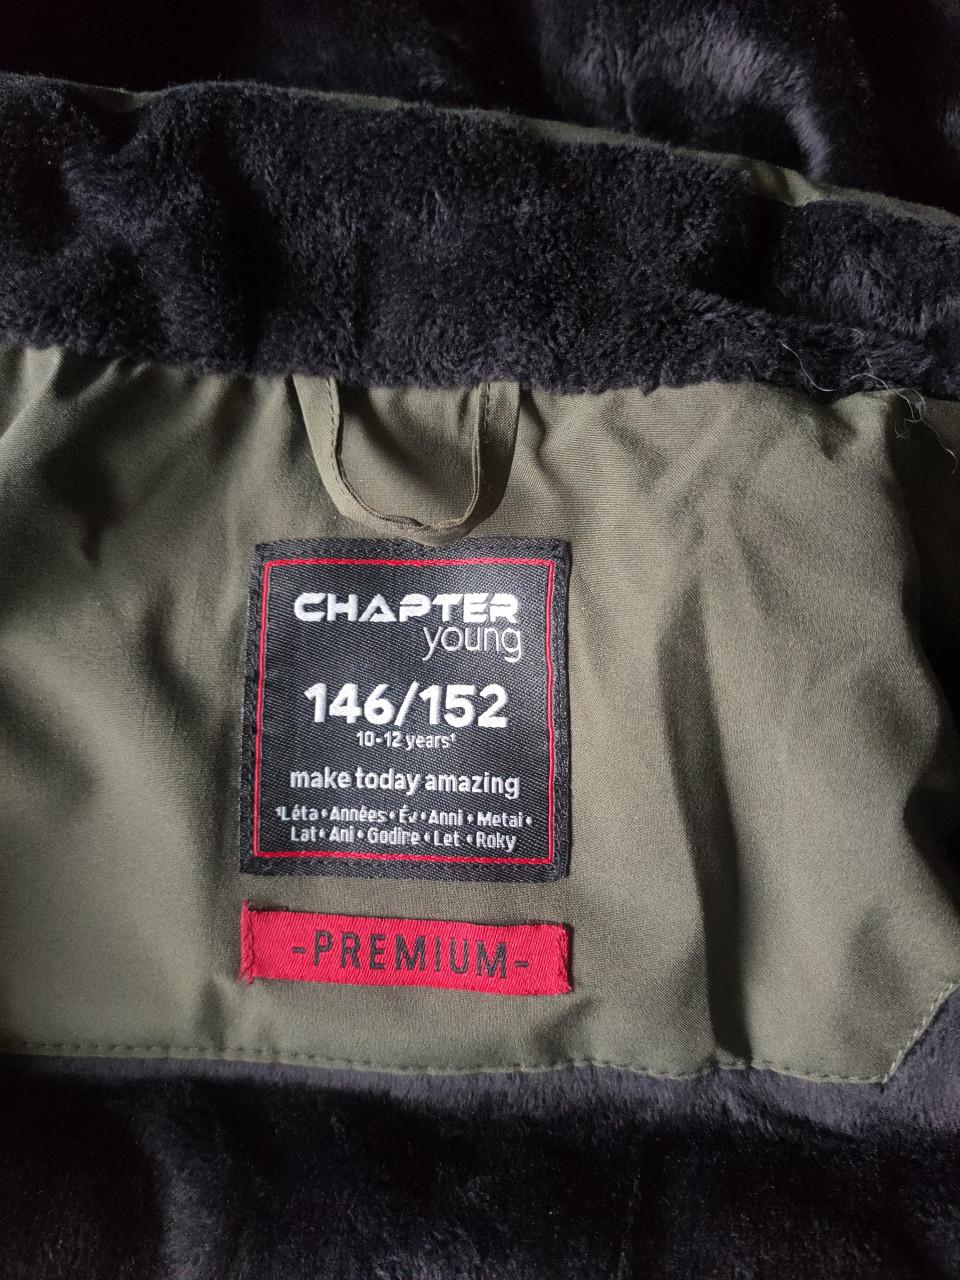 CHAPTER
young
146/152
10-12 years¹
make today amazing
¹Léta • Années • Év • Anni • Metai •
Lat • Ani • Godine • Let • Roky
-PREMIUM-